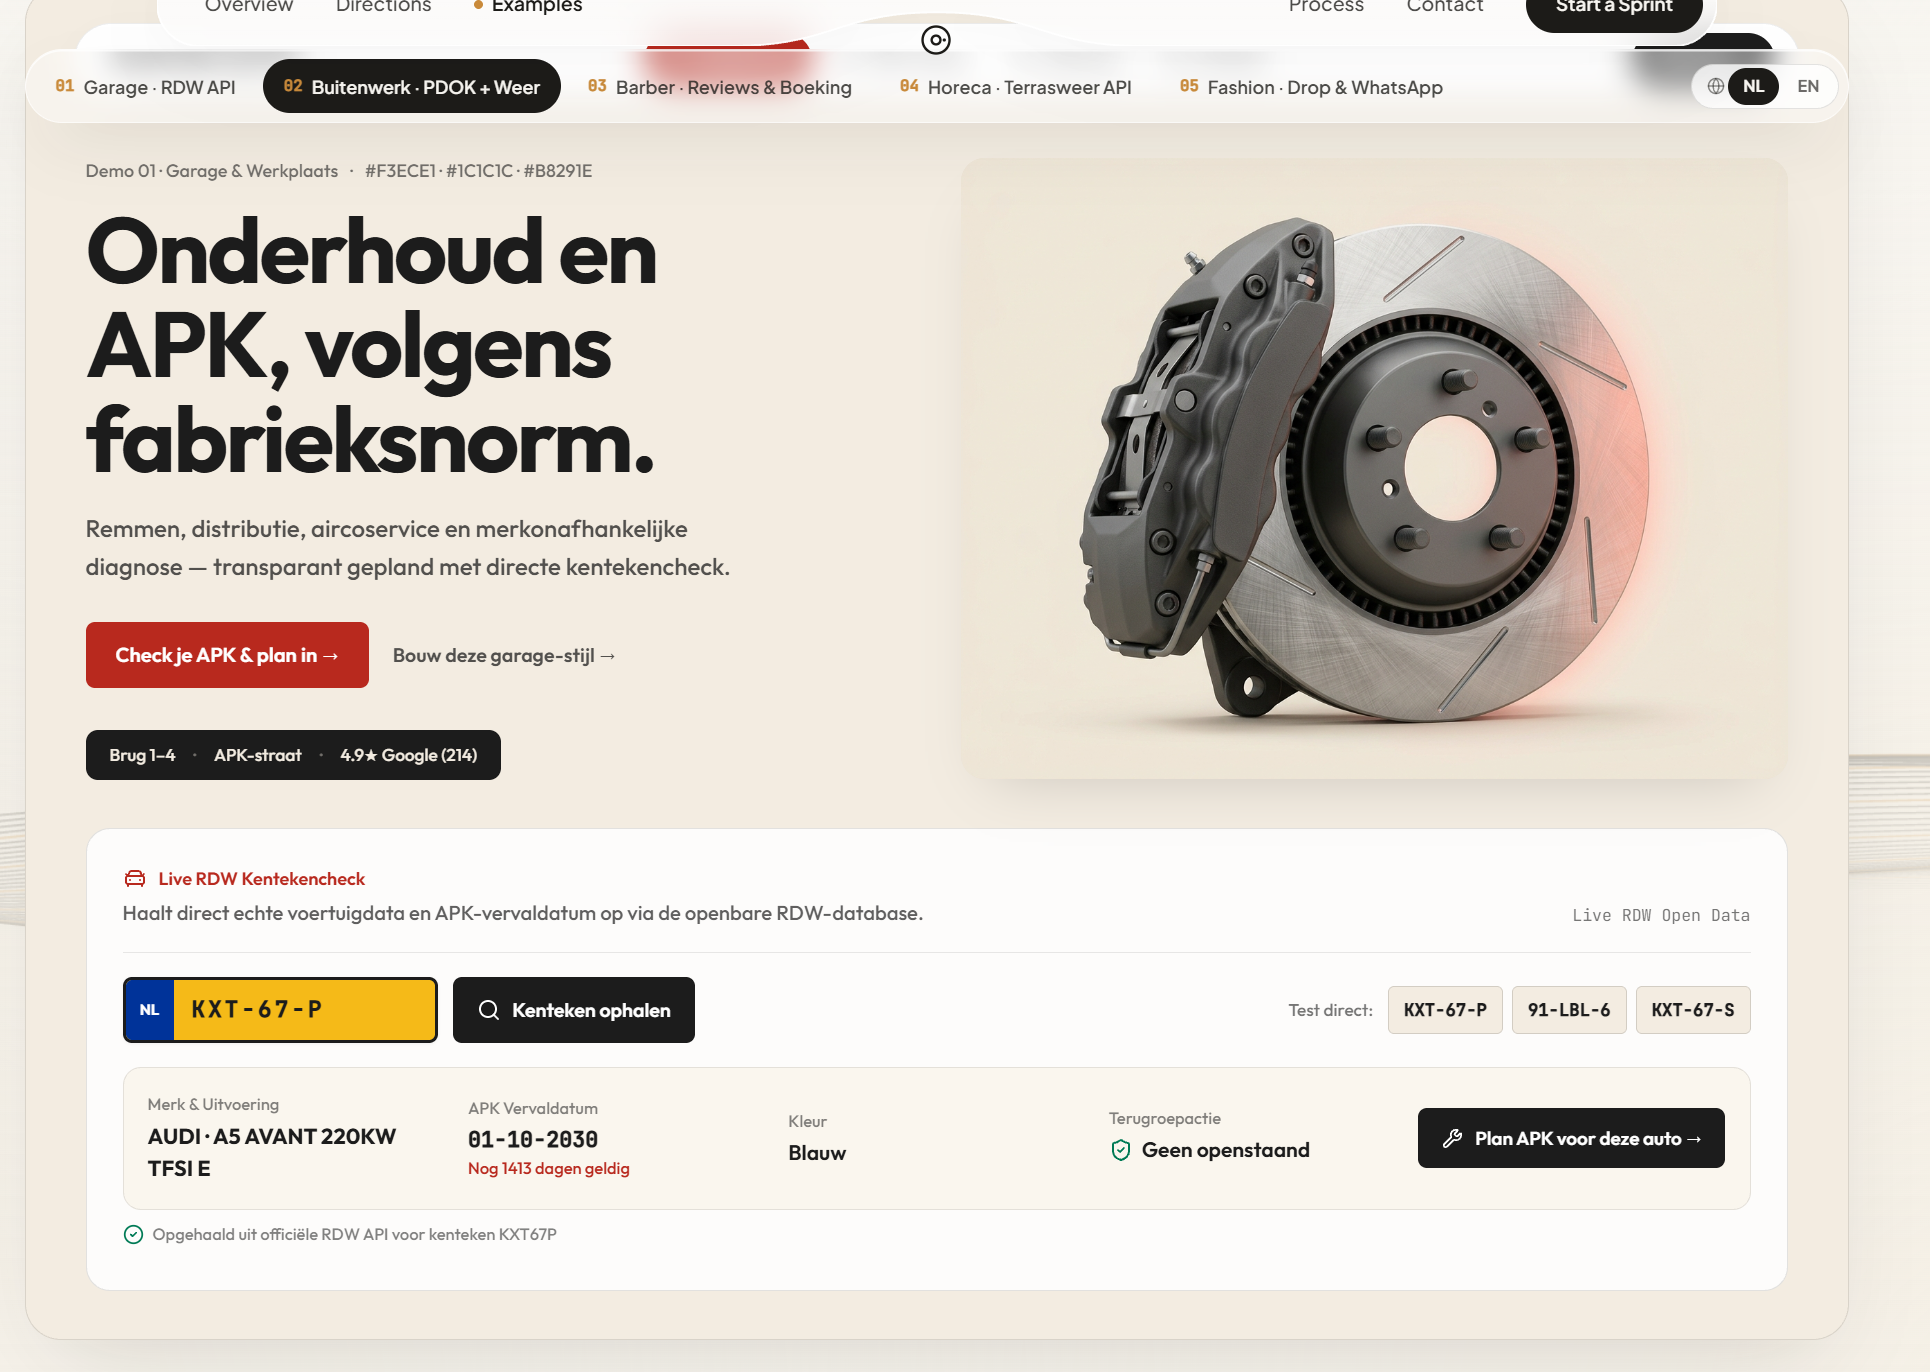 Overview Directions Examples Process Contact Start a Sprint
01 Garage · RDW API 02 Buitenwerk · PDOK + Weer 03 Barber · Reviews & Boeking 04 Horeca · Terrasweer API 05 Fashion · Drop & WhatsApp NL EN
Demo 01 · Garage & Werkplaats · #F3ECE1 · #1C1C1C · #B8291E
Onderhoud en
APK, volgens
fabrieksnorm.
Remmen, distributie, aircoservice en merkonafhankelijke
diagnose — transparant gepland met directe kentekencheck.
Check je APK & plan in → Bouw deze garage-stijl →
Brug 1–4 · APK-straat · 4.9★ Google (214)
Live RDW Kentekencheck
Haalt direct echte voertuigdata en APK-vervaldatum op via de openbare RDW-database.
Live RDW Open Data
NL KXT-67-P Kenteken ophalen Test direct: KXT-67-P 91-LBL-6 KXT-67-S
Merk & Uitvoering
AUDI · A5 AVANT 220KW
TFSI E
APK Vervaldatum
01-10-2030
Nog 1413 dagen geldig
Kleur
Blauw
Terugroepactie
Geen openstaand
Plan APK voor deze auto →
Opgehaald uit officiële RDW API voor kenteken KXT67P